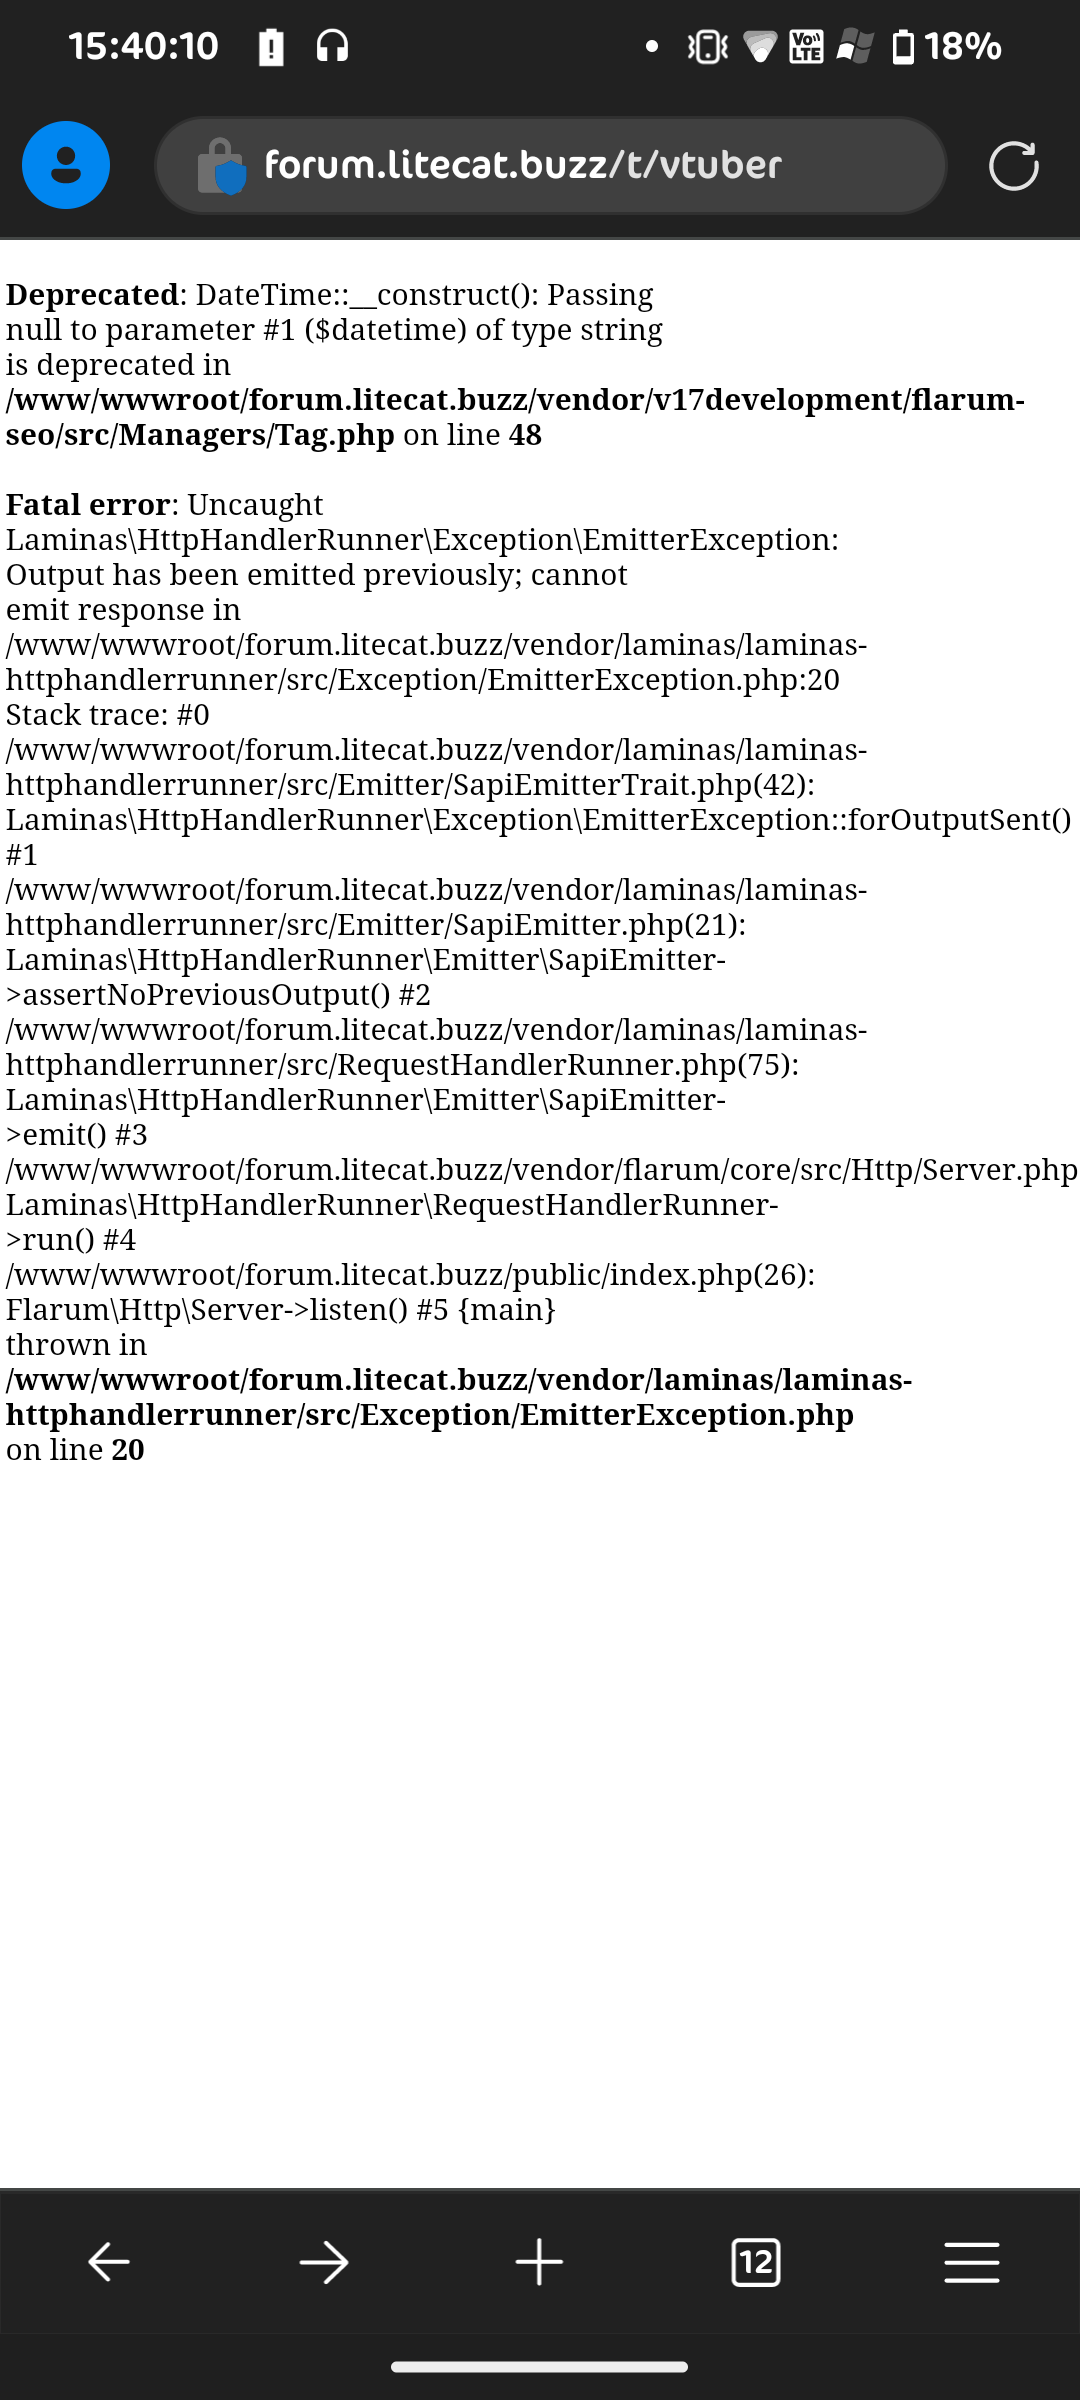 15:40:10
VoLTE
18%
forum.litecat.buzz/t/vtuber
Deprecated: DateTime::__construct(): Passing
null to parameter #1 ($datetime) of type string
is deprecated in
/www/wwwroot/forum.litecat.buzz/vendor/v17development/flarum-
seo/src/Managers/Tag.php on line 48
Fatal error: Uncaught
Laminas\HttpHandlerRunner\Exception\EmitterException:
Output has been emitted previously; cannot
emit response in
/www/wwwroot/forum.litecat.buzz/vendor/laminas/laminas-
httphandlerrunner/src/Exception/EmitterException.php:20
Stack trace: #0
/www/wwwroot/forum.litecat.buzz/vendor/laminas/laminas-
httphandlerrunner/src/Emitter/SapiEmitterTrait.php(42):
Laminas\HttpHandlerRunner\Exception\EmitterException::forOutputSent()
#1
/www/wwwroot/forum.litecat.buzz/vendor/laminas/laminas-
httphandlerrunner/src/Emitter/SapiEmitter.php(21):
Laminas\HttpHandlerRunner\Emitter\SapiEmitter-
>assertNoPreviousOutput() #2
/www/wwwroot/forum.litecat.buzz/vendor/laminas/laminas-
httphandlerrunner/src/RequestHandlerRunner.php(75):
Laminas\HttpHandlerRunner\Emitter\SapiEmitter-
>emit() #3
/www/wwwroot/forum.litecat.buzz/vendor/flarum/core/src/Http/Server.php
Laminas\HttpHandlerRunner\RequestHandlerRunner-
>run() #4
/www/wwwroot/forum.litecat.buzz/public/index.php(26):
Flarum\Http\Server->listen() #5 {main}
thrown in
/www/wwwroot/forum.litecat.buzz/vendor/laminas/laminas-
httphandlerrunner/src/Exception/EmitterException.php
on line 20
12